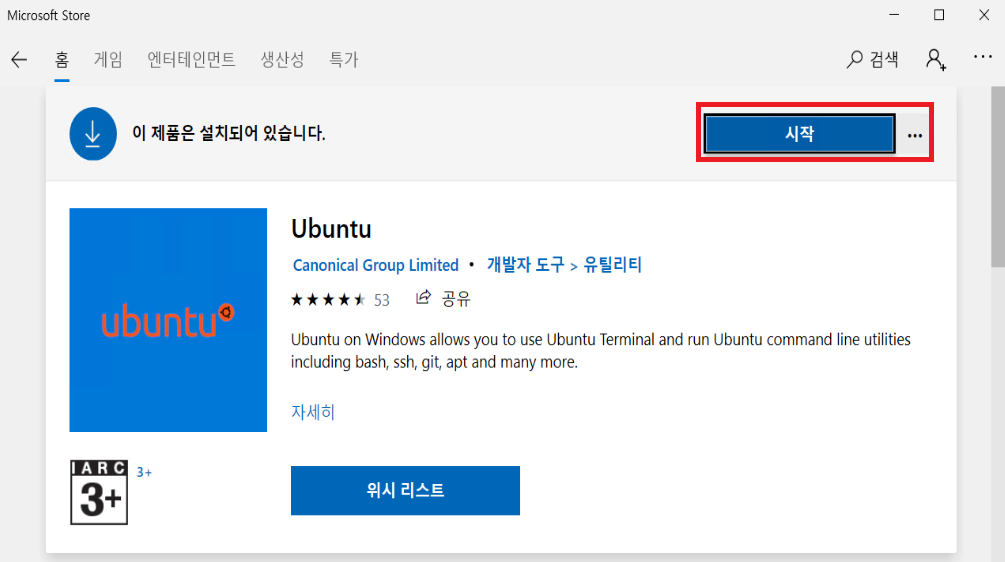 Microsoft Store
홈 게임 엔터테인먼트 생산성 특가 검색
이 제품은 설치되어 있습니다. 시작
Ubuntu
Canonical Group Limited • 개발자 도구 > 유틸리티
53 공유
ubuntu
Ubuntu on Windows allows you to use Ubuntu Terminal and run Ubuntu command line utilities
including bash, ssh, git, apt and many more.
자세히
IARC 3+
3+
위시 리스트